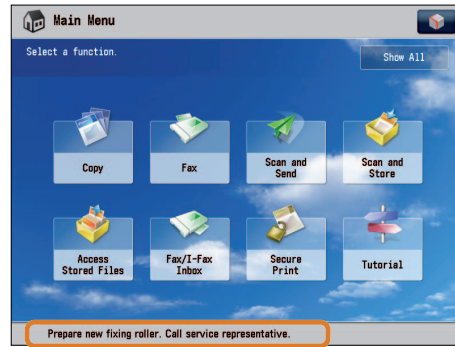 Main Menu
Select a function.
Show All
Copy
Fax
Scan and
Send
Scan and
Store
Access
Stored Files
Fax/I-Fax
Inbox
Secure
Print
Tutorial
Prepare new fixing roller. Call service representative.